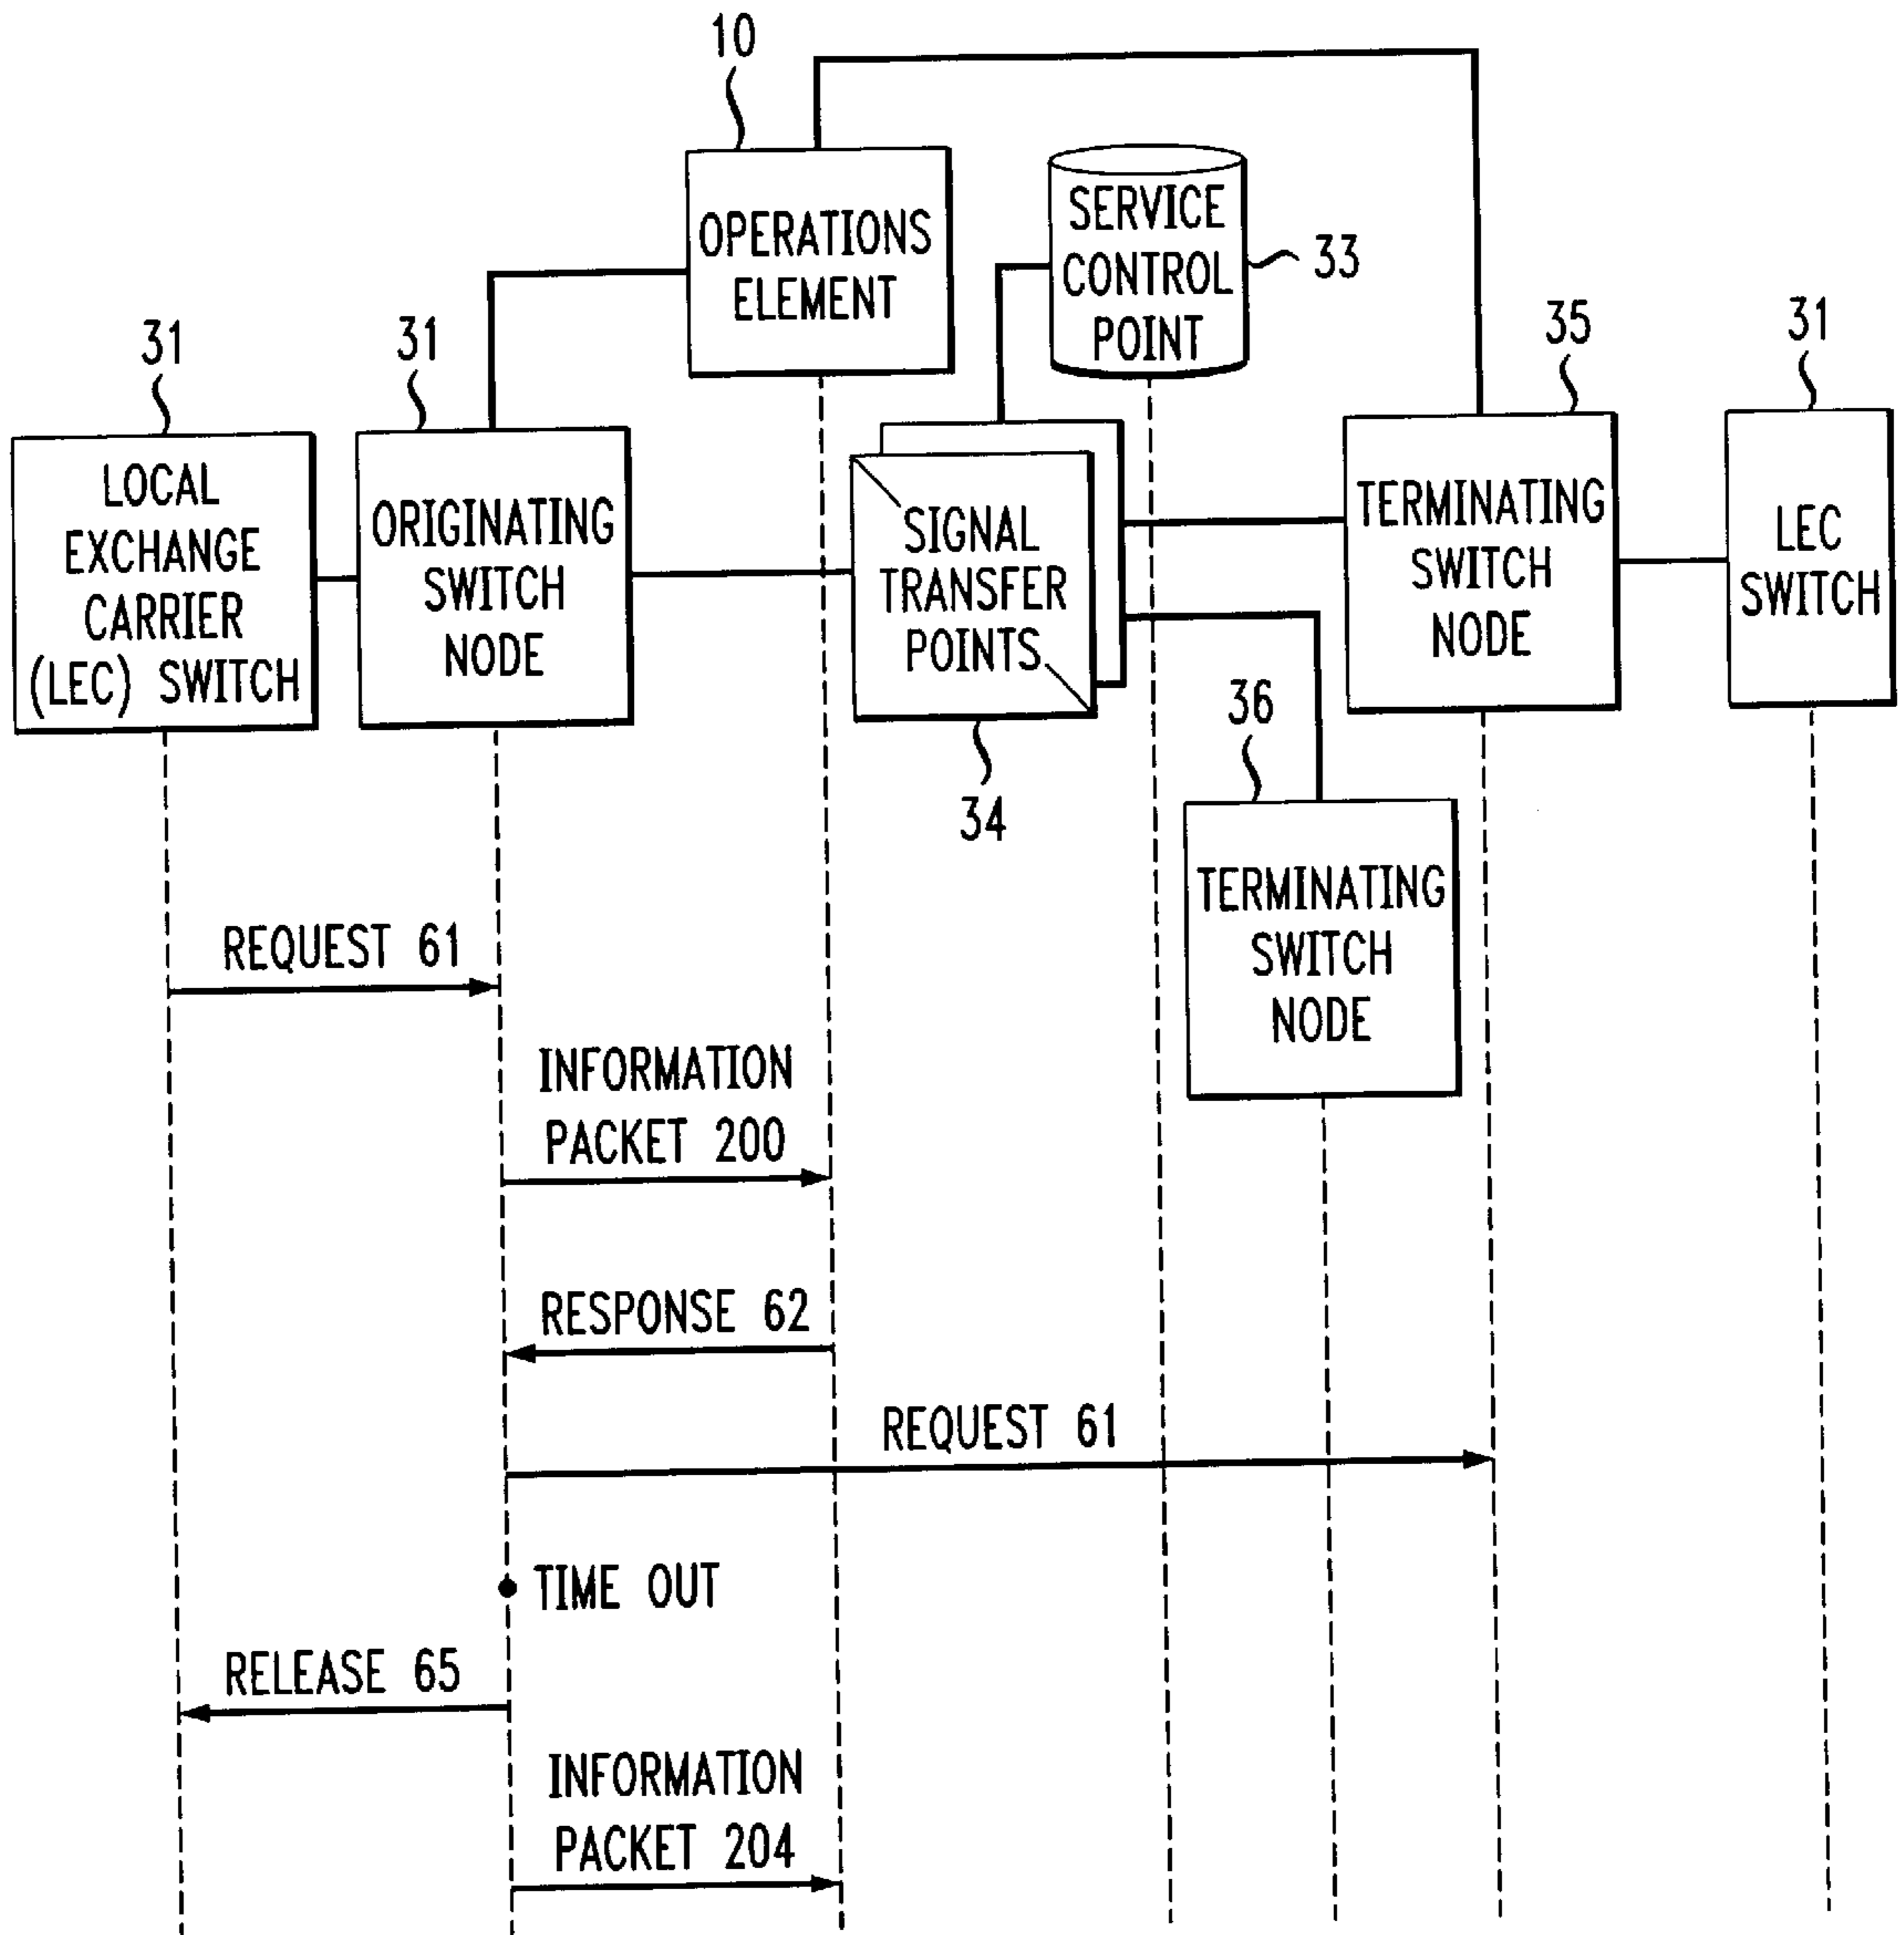 10
OPERATIONS
ELEMENT
SERVICE
CONTROL
POINT
33
31
LOCAL
EXCHANGE
CARRIER
(LEC) SWITCH
31
ORIGINATING
SWITCH
NODE
SIGNAL
TRANSFER
POINTS
34
35
TERMINATING
SWITCH
NODE
31
LEC
SWITCH
36
TERMINATING
SWITCH
NODE
REQUEST 61
INFORMATION
PACKET 200
RESPONSE 62
REQUEST 61
TIME OUT
RELEASE 65
INFORMATION
PACKET 204